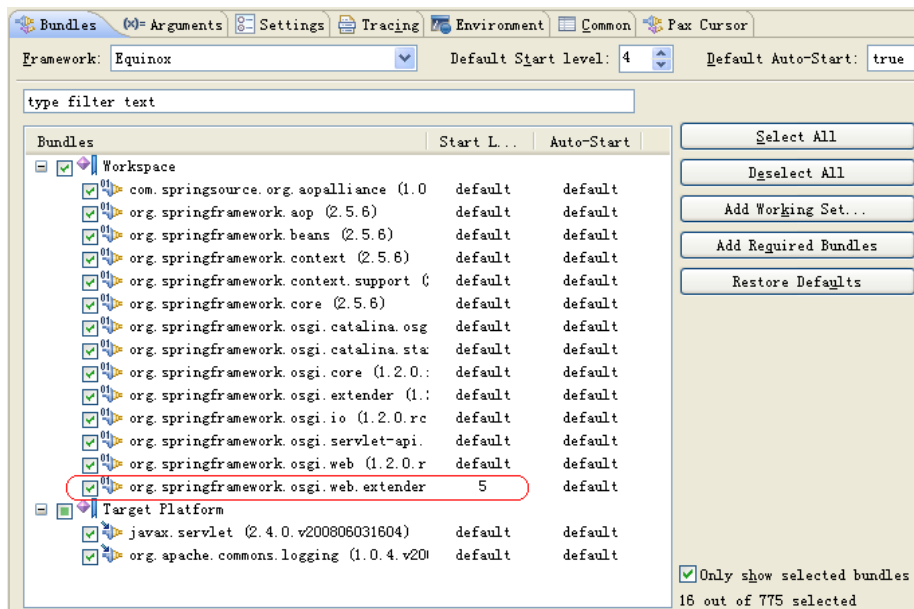 Bundles (x)= Arguments Settings Tracing Environment Common Pax Cursor
Framework: Equinox Default Start level: 4 Default Auto-Start: true
type filter text
Bundles Start L... Auto-Start
Workspace
com.springsource.org.aopalliance (1.0 default default
org.springframework.aop (2.5.6) default default
org.springframework.beans (2.5.6) default default
org.springframework.context (2.5.6) default default
org.springframework.context.support ( default default
org.springframework.core (2.5.6) default default
org.springframework.osgi.catalina.osg default default
org.springframework.osgi.catalina.sta default default
org.springframework.osgi.core (1.2.0. default default
org.springframework.osgi.extender (1. default default
org.springframework.osgi.io (1.2.0.rc default default
org.springframework.osgi.servlet-api. default default
org.springframework.osgi.web (1.2.0.r default default
org.springframework.osgi.web.extender 5 default
Target Platform
javax.servlet (2.4.0.v200806031604) default default
org.apache.commons.logging (1.0.4.v20 default default
Select All
Deselect All
Add Working Set...
Add Required Bundles
Restore Defaults
Only show selected bundles
16 out of 775 selected